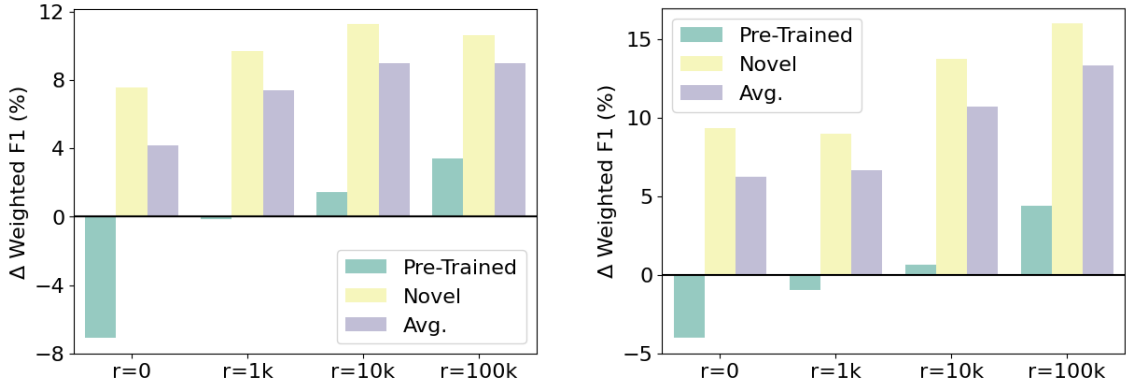 Δ Weighted F1 (%)
12
8
4
0
−4
−8
r=0
r=1k
r=10k
r=100k
Pre-Trained
Novel
Avg.
Δ Weighted F1 (%)
15
10
5
0
−5
r=0
r=1k
r=10k
r=100k
Pre-Trained
Novel
Avg.